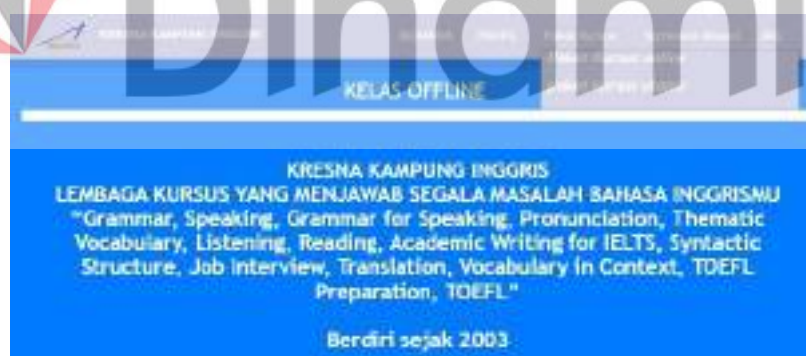 Dinami
KELAS OFFLINE
KRESNA KAMPUNG INGGRIS
LEMBAGA KURSUS YANG MENJAWAB SEGALA MASALAH BAHASA INGGRISMU
"Grammar, Speaking, Grammar for Speaking, Pronunciation, Thematic
Vocabulary, Listening, Reading, Academic Writing for IELTS, Syntactic
Structure, Job Interview, Translation, Vocabulary in Context, TOEFL
Preparation, TOEFL"
Berdiri sejak 2003